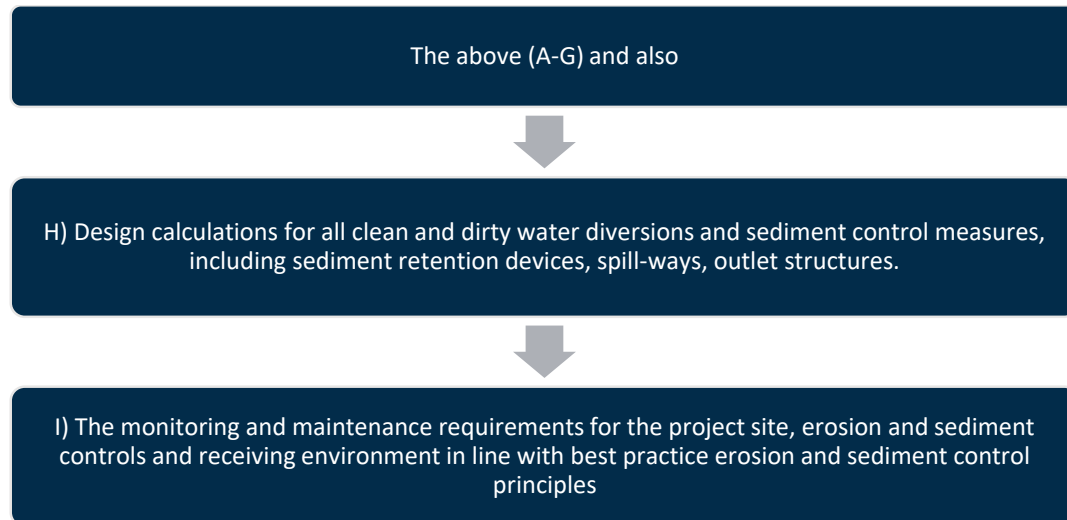 The above (A-G) and also
H) Design calculations for all clean and dirty water diversions and sediment control measures,
including sediment retention devices, spill-ways, outlet structures.
I) The monitoring and maintenance requirements for the project site, erosion and sediment
controls and receiving environment in line with best practice erosion and sediment control
principles